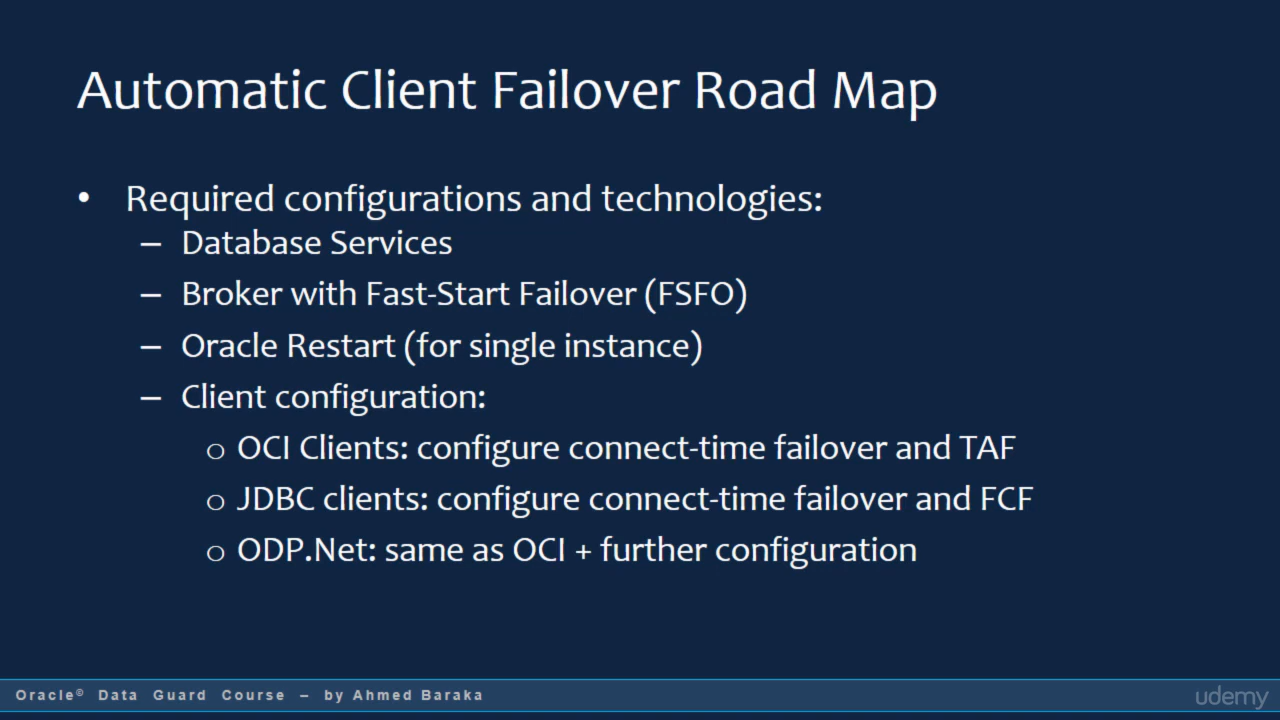 Automatic Client Failover Road Map
• Required configurations and technologies:
– Database Services
– Broker with Fast-Start Failover (FSFO)
– Oracle Restart (for single instance)
– Client configuration:
o OCI Clients: configure connect-time failover and TAF
o JDBC clients: configure connect-time failover and FCF
o ODP.Net: same as OCI + further configuration
Oracle© Data Guard Course – by Ahmed Baraka
udemy